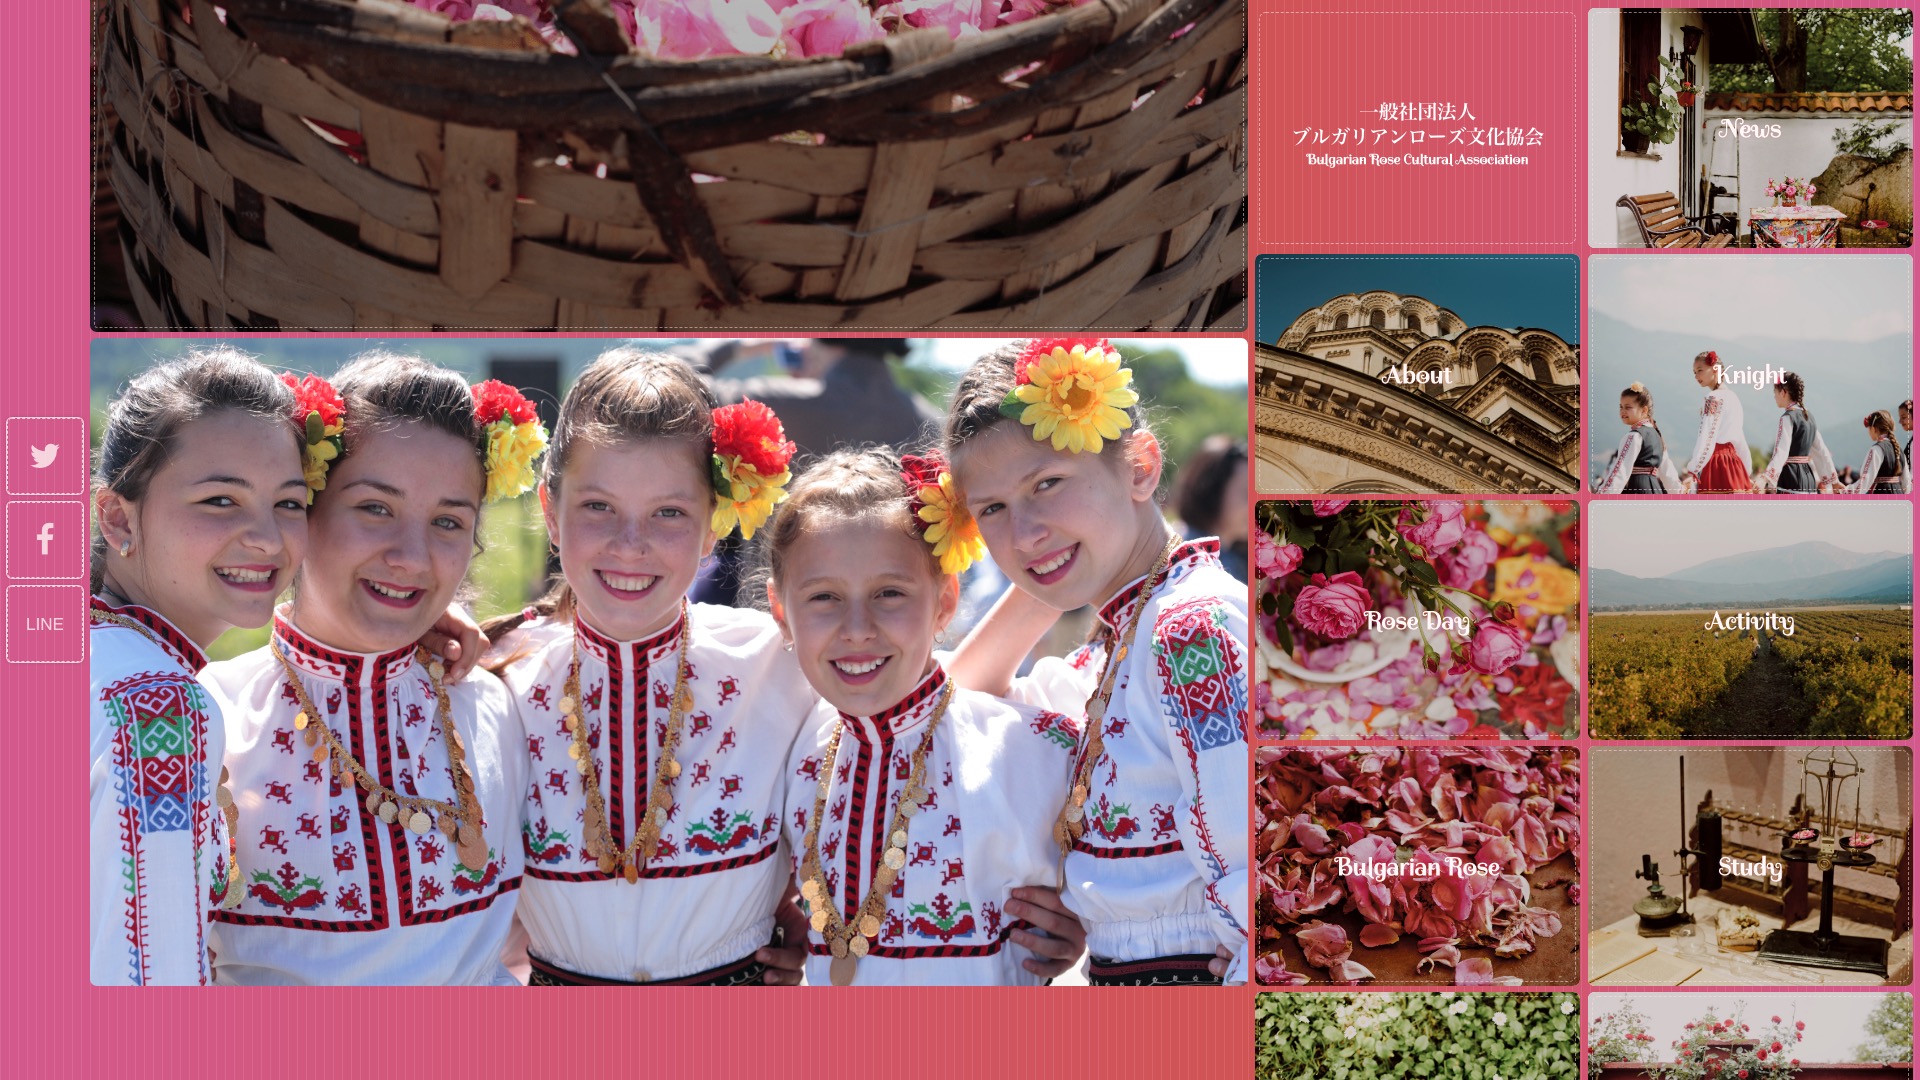 一般社団法人
ブルガリアンローズ文化協会
Bulgarian Rose Cultural Association
News
About
Knight
Rose Day
Activity
Bulgarian Rose
Study
LINE